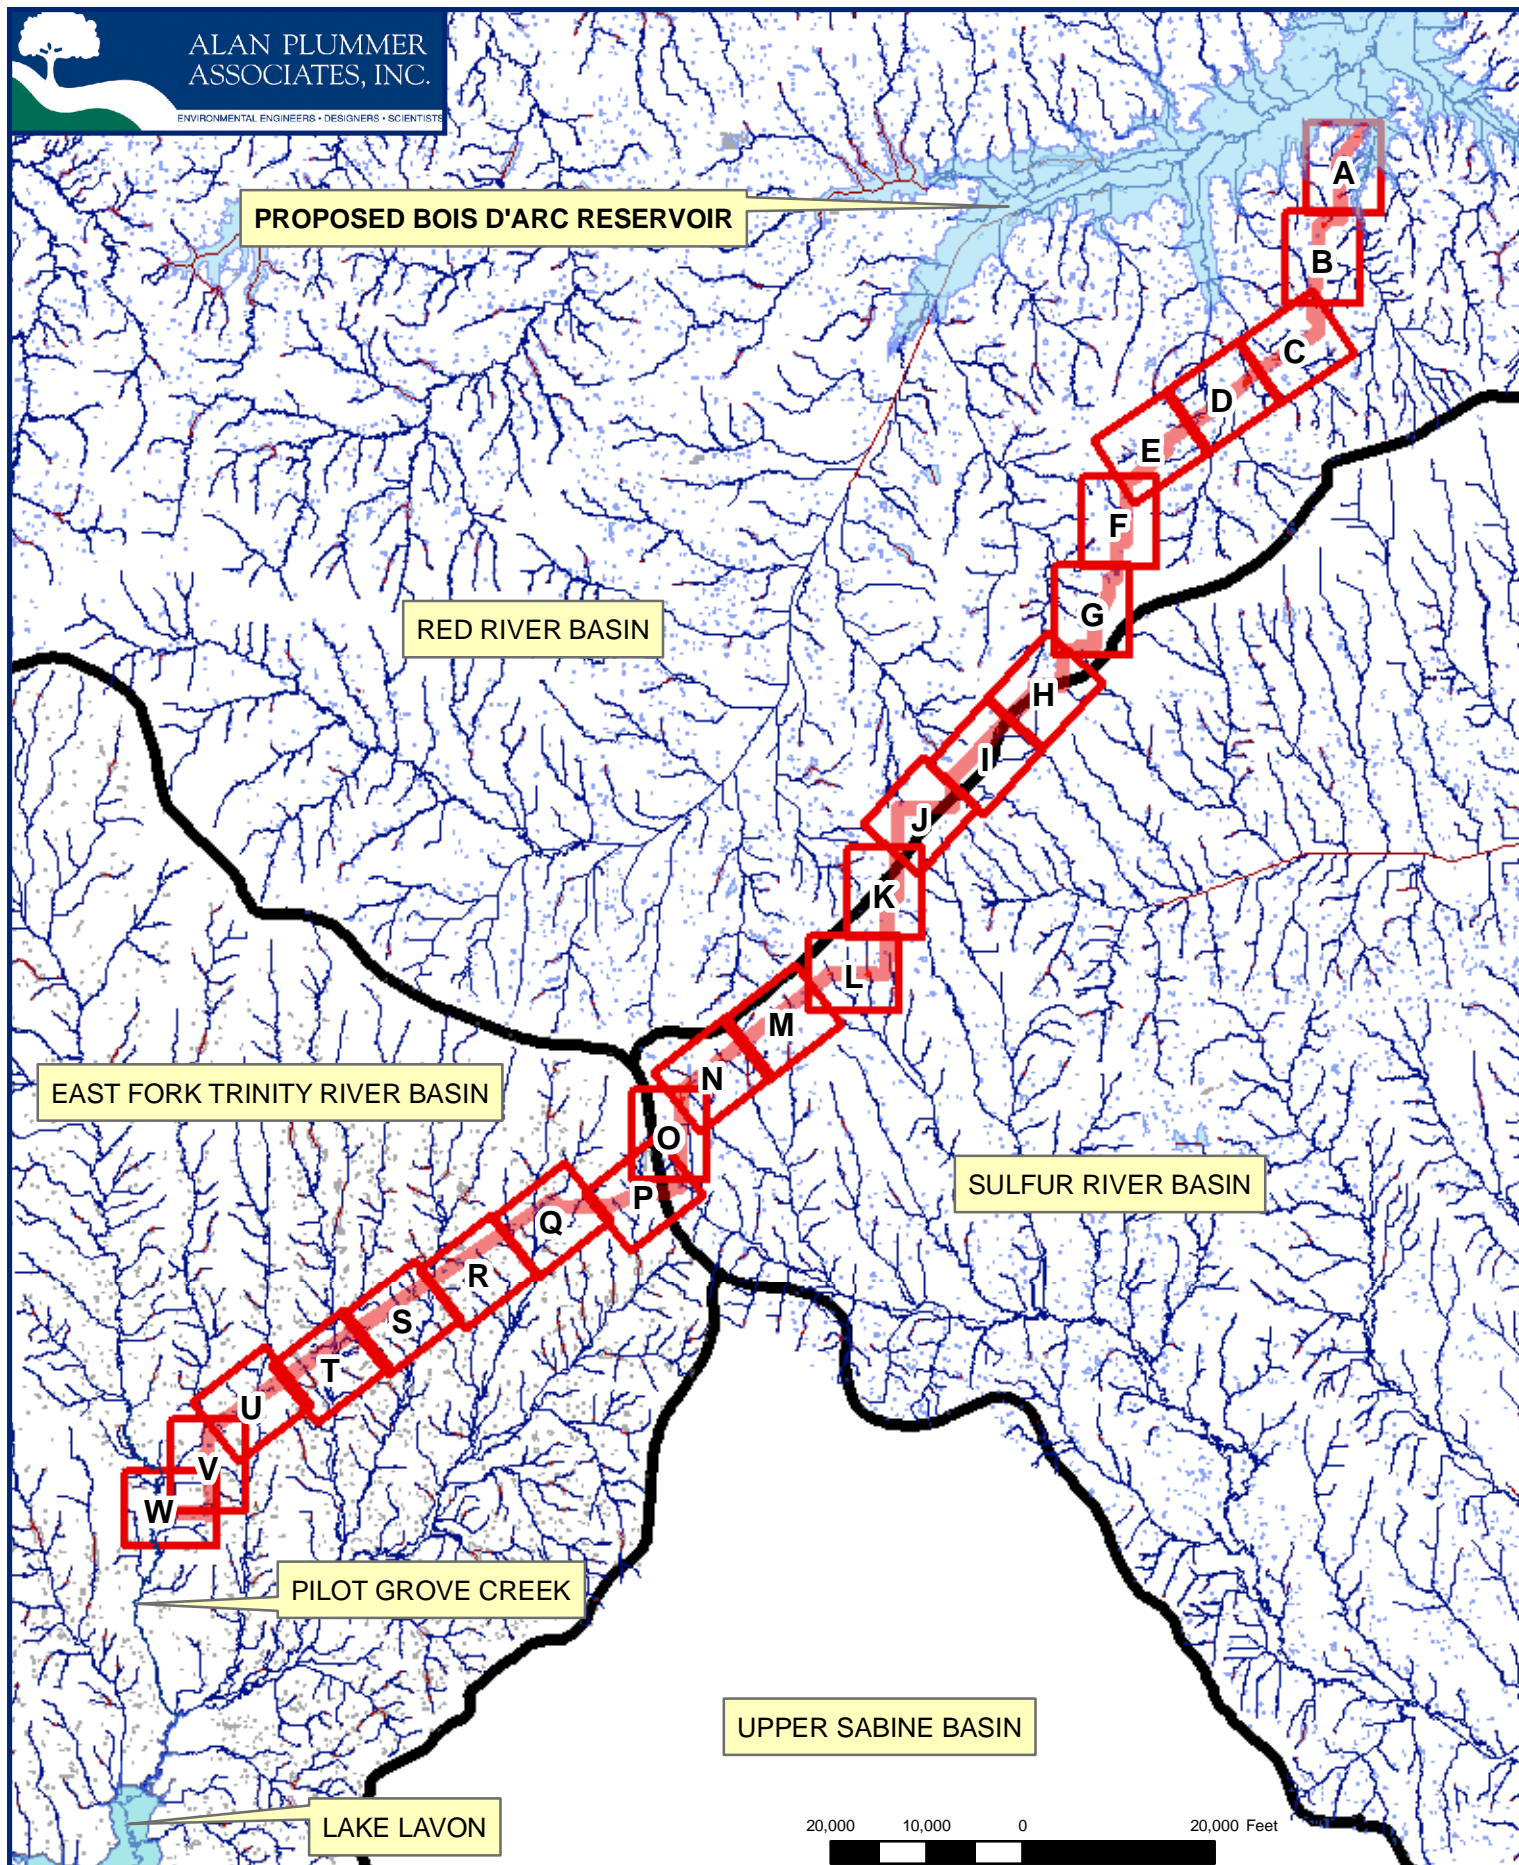 ALAN PLUMMER
ASSOCIATES, INC.
ENVIRONMENTAL ENGINEERS • DESIGNERS • SCIENTISTS
A
PROPOSED BOIS D'ARC RESERVOIR
B
C
D
E
F
G
RED RIVER BASIN
H
I
J
K
L
M
N
EAST FORK TRINITY RIVER BASIN
O
SULFUR RIVER BASIN
P
Q
R
S
T
U
V
W
PILOT GROVE CREEK
UPPER SABINE BASIN
LAKE LAVON
20,000 10,000 0 20,000 Feet